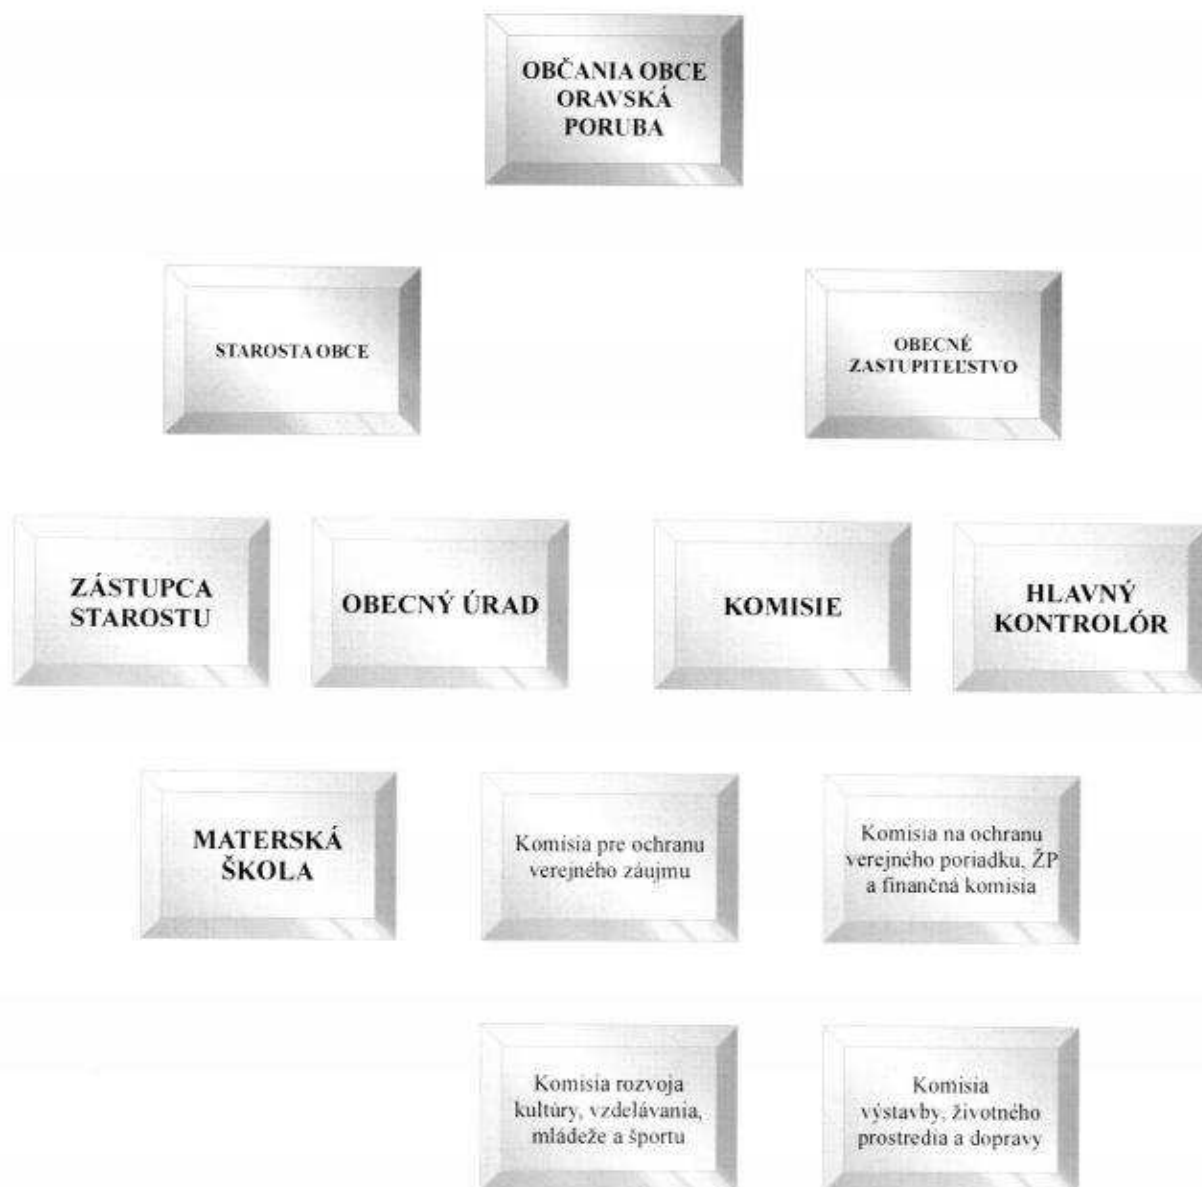 OBČANIA OBCE
ORAVSKÁ
PORUBA
STAROSTA OBCE
OBECNÉ
ZASTUPITEĽSTVO
ZÁSTUPCA
STAROSTU
OBECNÝ ÚRAD
KOMISIE
HLAVNÝ
KONTROLÓR
MATERSKÁ
ŠKOLA
Komisia pre ochranu
verejného záujmu
Komisia na ochranu
verejného poriadku, ŽP
a finančná komisia
Komisia rozvoja
kultúry, vzdelávania,
mládeže a športu
Komisia
výstavby, životného
prostredia a dopravy